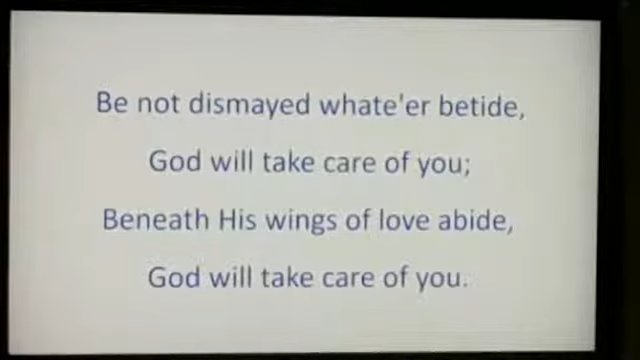 Be not dismayed whate'er betide,
God will take care of you;
Beneath His wings of love abide,
God will take care of you.